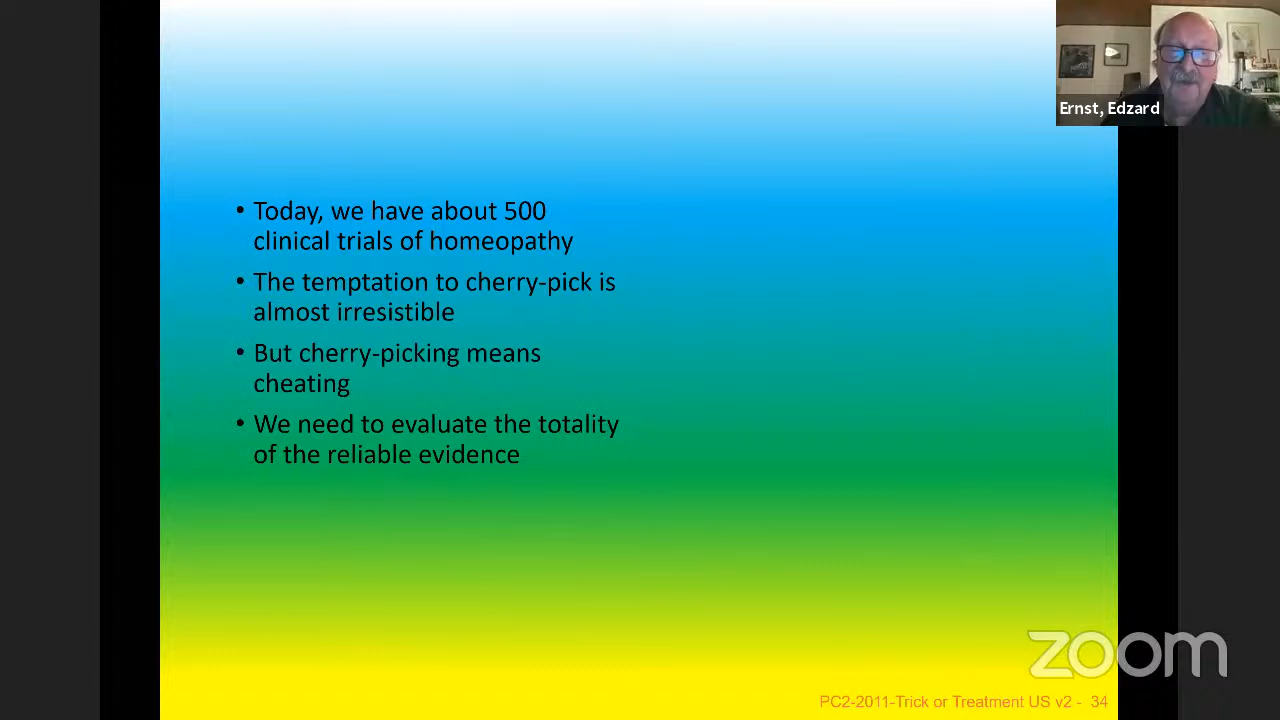 Ernst, Edzard
• Today, we have about 500
clinical trials of homeopathy
• The temptation to cherry-pick is
almost irresistible
• But cherry-picking means
cheating
• We need to evaluate the totality
of the reliable evidence
zoom
PC2-2011-Trick or Treatment US v2 - 34